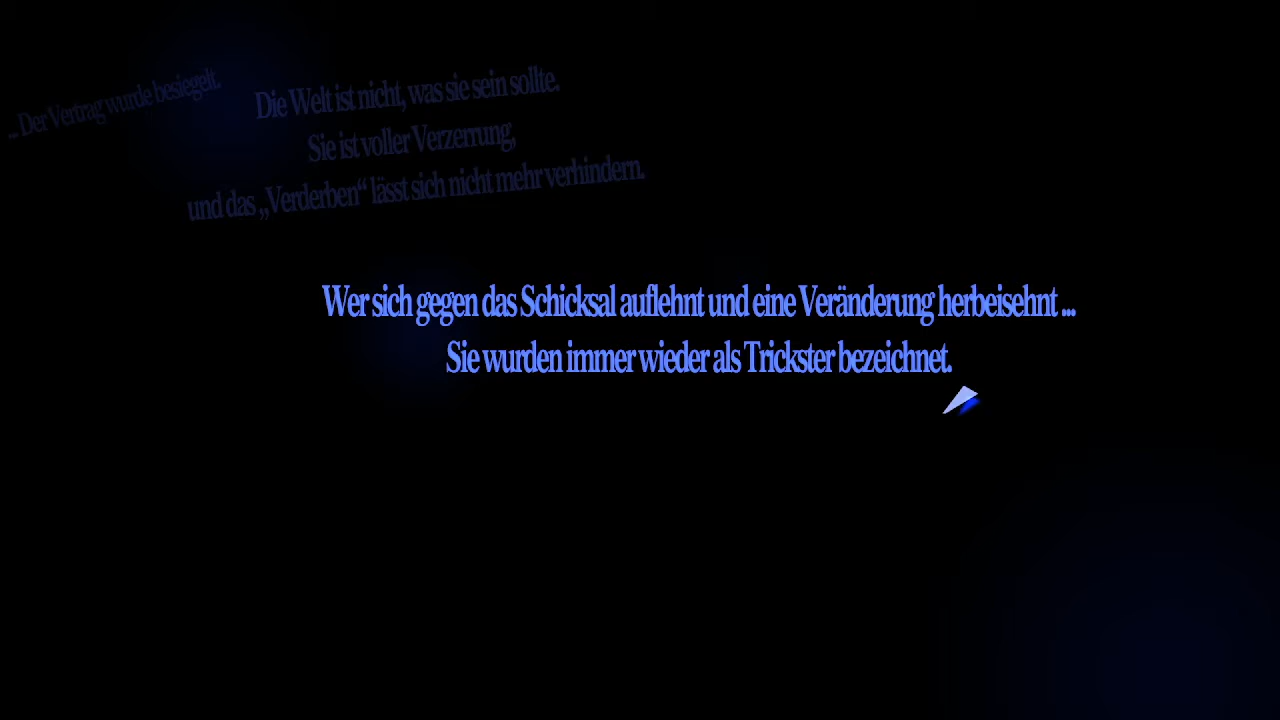 ... Der Vertrag wurde besiegelt.
Die Welt ist nicht, was sie sein sollte.
Sie ist voller Verzerrung,
und das „Verderben“ lässt sich nicht mehr verhindern.
Wer sich gegen das Schicksal auflehnt und eine Veränderung herbeisehnt ...
Sie wurden immer wieder als Trickster bezeichnet.